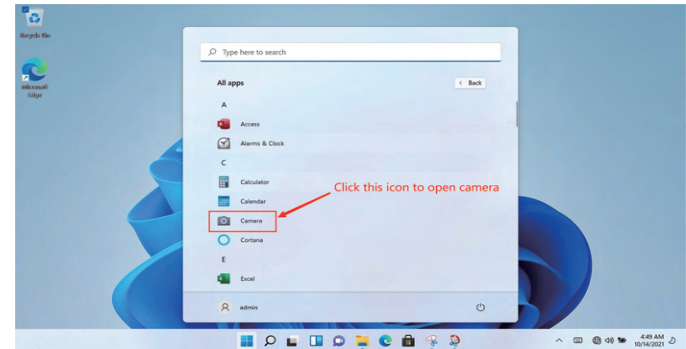 Recycle Bin
Microsoft
Edge
Type here to search
All apps
< Back
A
Access
Alarms & Clock
C
Calculator
Calendar
Camera
Cortana
E
Excel
Click this icon to open camera
admin
4:49 AM
10/14/2021